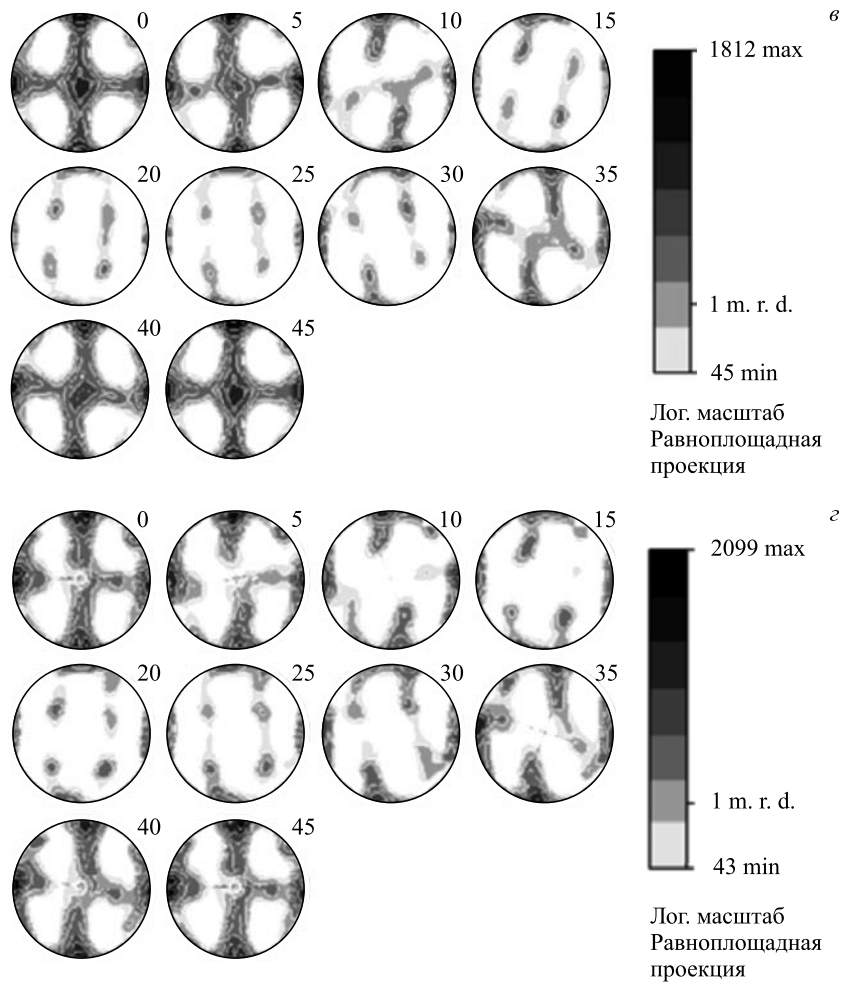 0 5 10 15 в
1812 max
20 25 30 35
1 m. r. d.
40 45
45 min
Лог. масштаб
Равноплощадная
проекция
0 5 10 15 г
2099 max
20 25 30 35
1 m. r. d.
40 45
43 min
Лог. масштаб
Равноплощадная
проекция